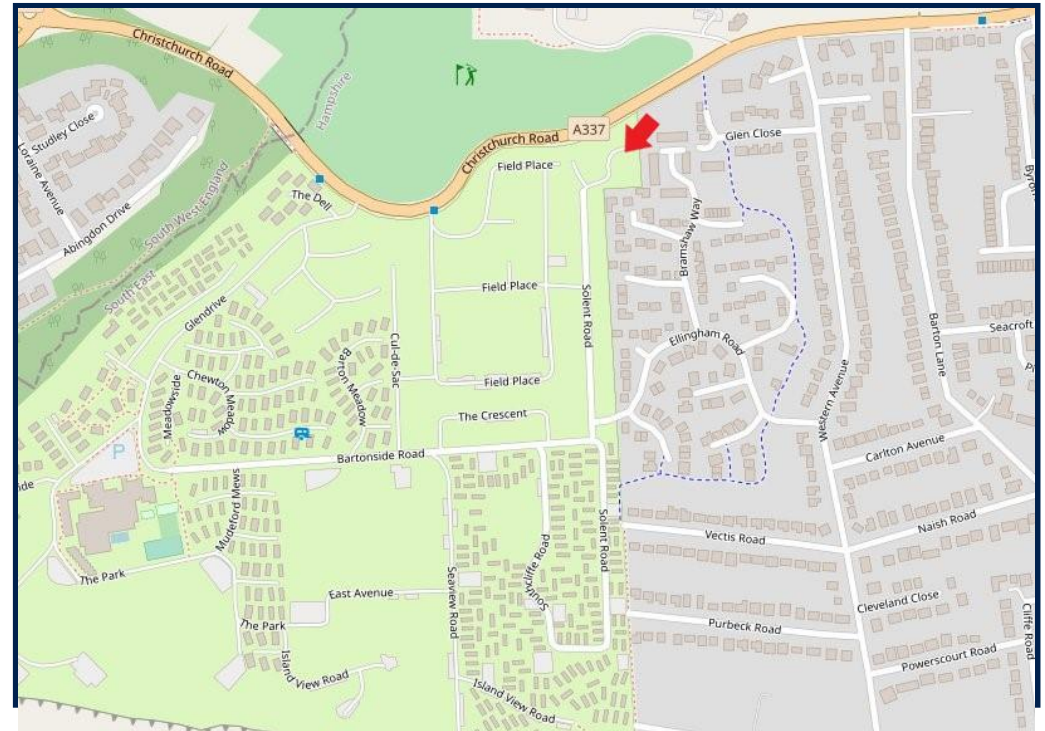 Christchurch Road
Hampshire
Studley Close
Loraine Avenue
Abingdon Drive
South West England
South East
The Dell
Christchurch Road
A337
Field Place
Glen Close
Bramshaw Way
Field Place
Solent Road
Glendrive
Cul-de-Sac
Ellingham Road
Barton Lane
Seacroft
Barton Meadow
Chewton Meadow
Meadowside
Field Place
The Crescent
Western Avenue
P
Bartonside Road
Carlton Avenue
Mudeford Mews
Solent Road
Southcliffe Road
Vectis Road
Naish Road
The Park
Seaview Road
East Avenue
Cleveland Close
Cliffe Road
The Park
Purbeck Road
Island View Road
Powerscourt Road
Island View Road